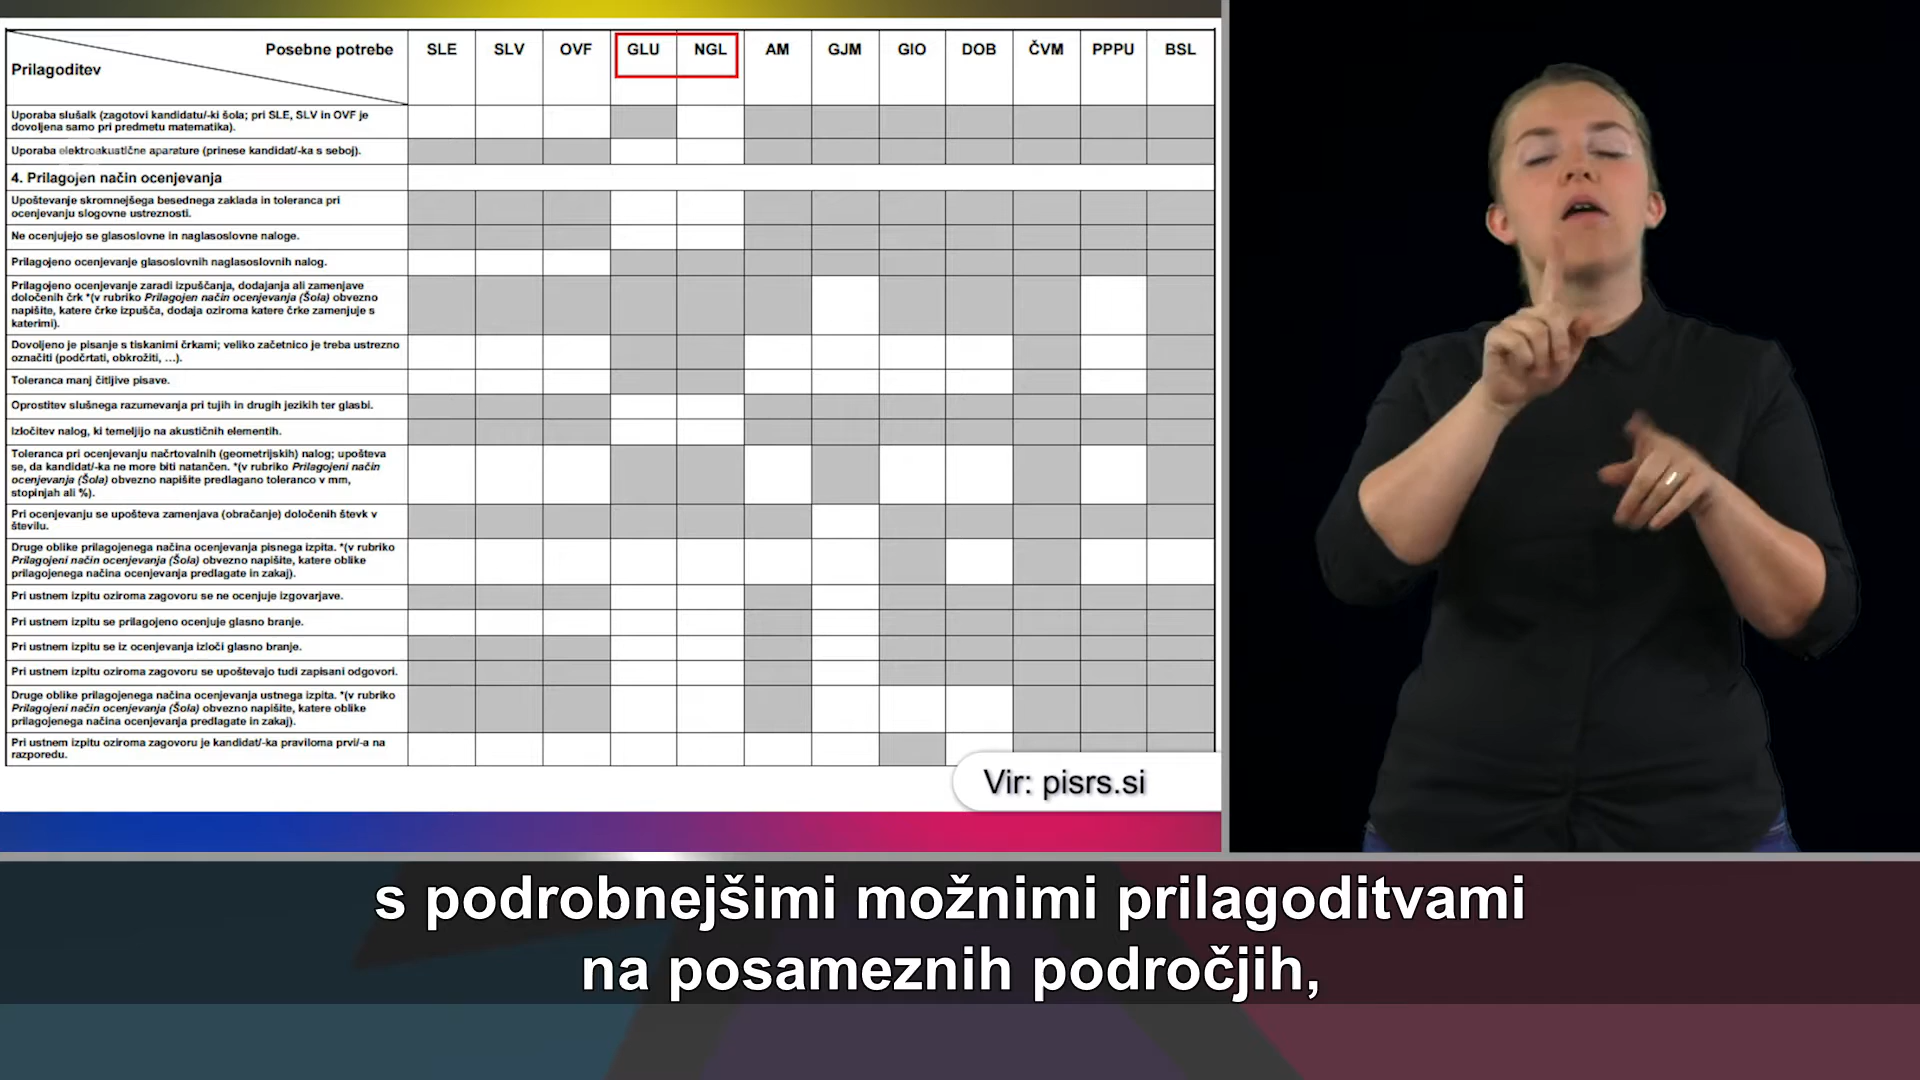 Posebne potrebe SLE SLV OVF GLU NGL AM GJM GIO DOB ČVM PPPU BSL
Prilagoditev
Uporaba slušalk (zagotovi kandidatu/-ki šola; pri SLE, SLV in OVF je
dovoljena samo pri predmetu matematika).
Uporaba elektroakustične aparature (prinese kandidat/-ka s seboj).
4. Prilagojen način ocenjevanja
Upoštevanje skromnejšega besednega zaklada in toleranca pri
ocenjevanju slogovne ustreznosti.
Ne ocenjujejo se glasoslovne in naglasoslovne naloge.
Prilagojeno ocenjevanje glasoslovnih naglasoslovnih nalog.
Prilagojeno ocenjevanje zaradi izpuščanja, dodajanja ali zamenjave
določenih črk *(v rubriko Prilagojen način ocenjevanja (Šola) obvezno
napišite, katere črke izpušča, dodaja oziroma katere črke zamenjuje s
katerimi).
Dovoljeno je pisanje s tiskanimi črkami; veliko začetnico je treba ustrezno
označiti (podčrtati, obkrožiti, …).
Toleranca manj čitljive pisave.
Oprostitev slušnega razumevanja pri tujih in drugih jezikih ter glasbi.
Izločitev nalog, ki temeljijo na akustičnih elementih.
Toleranca pri ocenjevanju načrtovalnih (geometrijskih) nalog; upošteva
se, da kandidat/-ka ne more biti natančen. *(v rubriko Prilagojeni način
ocenjevanja (Šola) obvezno napišite predlagano toleranco v mm,
stopinjah ali %).
Pri ocenjevanju se upošteva zamenjava (obračanje) določenih števk v
številu.
Druge oblike prilagojenega načina ocenjevanja pisnega izpita. *(v rubriko
Prilagojeni način ocenjevanja (Šola) obvezno napišite, katere oblike
prilagojenega načina ocenjevanja predlagate in zakaj).
Pri ustnem izpitu oziroma zagovoru se ne ocenjuje izgovarjave.
Pri ustnem izpitu se prilagojeno ocenjuje glasno branje.
Pri ustnem izpitu se iz ocenjevanja izloči glasno branje.
Pri ustnem izpitu oziroma zagovoru se upoštevajo tudi zapisani odgovori.
Druge oblike prilagojenega načina ocenjevanja ustnega izpita. *(v rubriko
Prilagojeni način ocenjevanja (Šola) obvezno napišite, katere oblike
prilagojenega načina ocenjevanja predlagate in zakaj).
Pri ustnem izpitu oziroma zagovoru je kandidat/-ka praviloma prvi/-a na
razporedu.
Vir: pisrs.si
s podrobnejšimi možnimi prilagoditvami
na posameznih področjih,